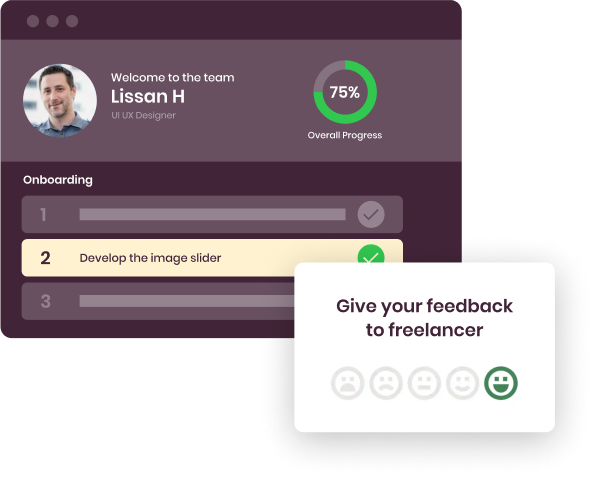 Welcome to the team
Lissan H
UI UX Designer
75%
Overall Progress
Onboarding
1
2 Develop the image slider
3
Give your feedback
to freelancer